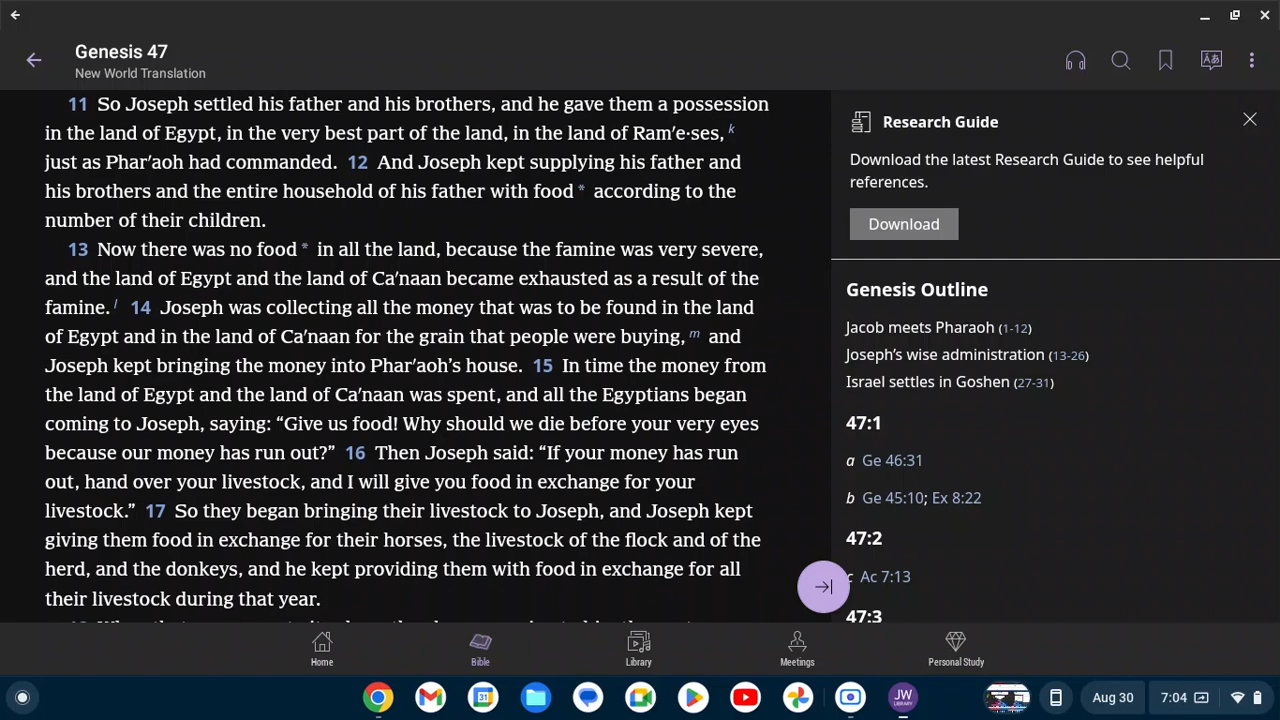 Genesis 47
New World Translation
11 So Joseph settled his father and his brothers, and he gave them a possession
in the land of Egypt, in the very best part of the land, in the land of Ramʹe·ses, k
just as Pharʹaoh had commanded. 12 And Joseph kept supplying his father and
his brothers and the entire household of his father with food * according to the
number of their children.
13 Now there was no food * in all the land, because the famine was very severe,
and the land of Egypt and the land of Caʹnaan became exhausted as a result of the
famine. l 14 Joseph was collecting all the money that was to be found in the land
of Egypt and in the land of Caʹnaan for the grain that people were buying, m and
Joseph kept bringing the money into Pharʹaoh’s house. 15 In time the money from
the land of Egypt and the land of Caʹnaan was spent, and all the Egyptians began
coming to Joseph, saying: “Give us food! Why should we die before your very eyes
because our money has run out?” 16 Then Joseph said: “If your money has run
out, hand over your livestock, and I will give you food in exchange for your
livestock.” 17 So they began bringing their livestock to Joseph, and Joseph kept
giving them food in exchange for their horses, the livestock of the flock and of the
herd, and the donkeys, and he kept providing them with food in exchange for all
their livestock during that year.
Research Guide
Download the latest Research Guide to see helpful
references.
Download
Genesis Outline
Jacob meets Pharaoh (1-12)
Joseph’s wise administration (13-26)
Israel settles in Goshen (27-31)
47:1
a Ge 46:31
b Ge 45:10; Ex 8:22
47:2
c Ac 7:13
47:3
Home
Bible
Library
Meetings
Personal Study
31
JW
LIBRARY
Aug 30
7:04